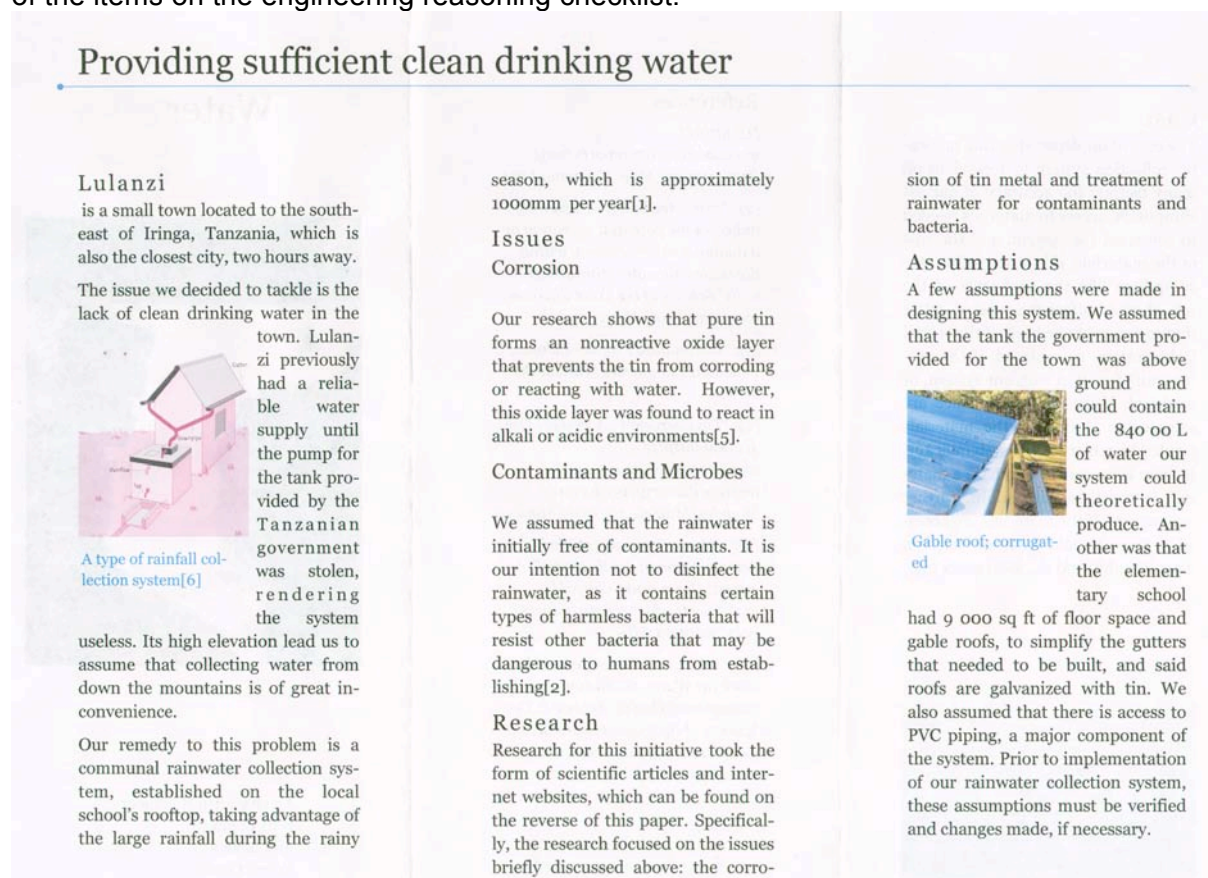 of the items on the engineering reasoning checklist.
Providing sufficient clean drinking water
Lulanzi
is a small town located to the south-
east of Iringa, Tanzania, which is
also the closest city, two hours away.
The issue we decided to tackle is the
lack of clean drinking water in the
town. Lulan-
zi previously
had a relia-
ble water
supply until
the pump for
the tank pro-
vided by the
Tanzanian
government
was stolen,
rendering
the system
A type of rainfall col-
lection system[6]
useless. Its high elevation lead us to
assume that collecting water from
down the mountains is of great in-
convenience.
Our remedy to this problem is a
communal rainwater collection sys-
tem, established on the local
school's rooftop, taking advantage of
the large rainfall during the rainy
season, which is approximately
1000mm per year[1].
Issues
Corrosion
Our research shows that pure tin
forms an nonreactive oxide layer
that prevents the tin from corroding
or reacting with water. However,
this oxide layer was found to react in
alkali or acidic environments[5].
Contaminants and Microbes
We assumed that the rainwater is
initially free of contaminants. It is
our intention not to disinfect the
rainwater, as it contains certain
types of harmless bacteria that will
resist other bacteria that may be
dangerous to humans from estab-
lishing[2].
Research
Research for this initiative took the
form of scientific articles and inter-
net websites, which can be found on
the reverse of this paper. Specifical-
ly, the research focused on the issues
briefly discussed above: the corro-
sion of tin metal and treatment of
rainwater for contaminants and
bacteria.
Assumptions
A few assumptions were made in
designing this system. We assumed
that the tank the government pro-
vided for the town was above
ground and
could contain
the 840 00 L
of water our
system could
theoretically
produce. An-
other was that
the elemen-
tary school
Gable roof; corrugat-
ed
had 9 000 sq ft of floor space and
gable roofs, to simplify the gutters
that needed to be built, and said
roofs are galvanized with tin. We
also assumed that there is access to
PVC piping, a major component of
the system. Prior to implementation
of our rainwater collection system,
these assumptions must be verified
and changes made, if necessary.